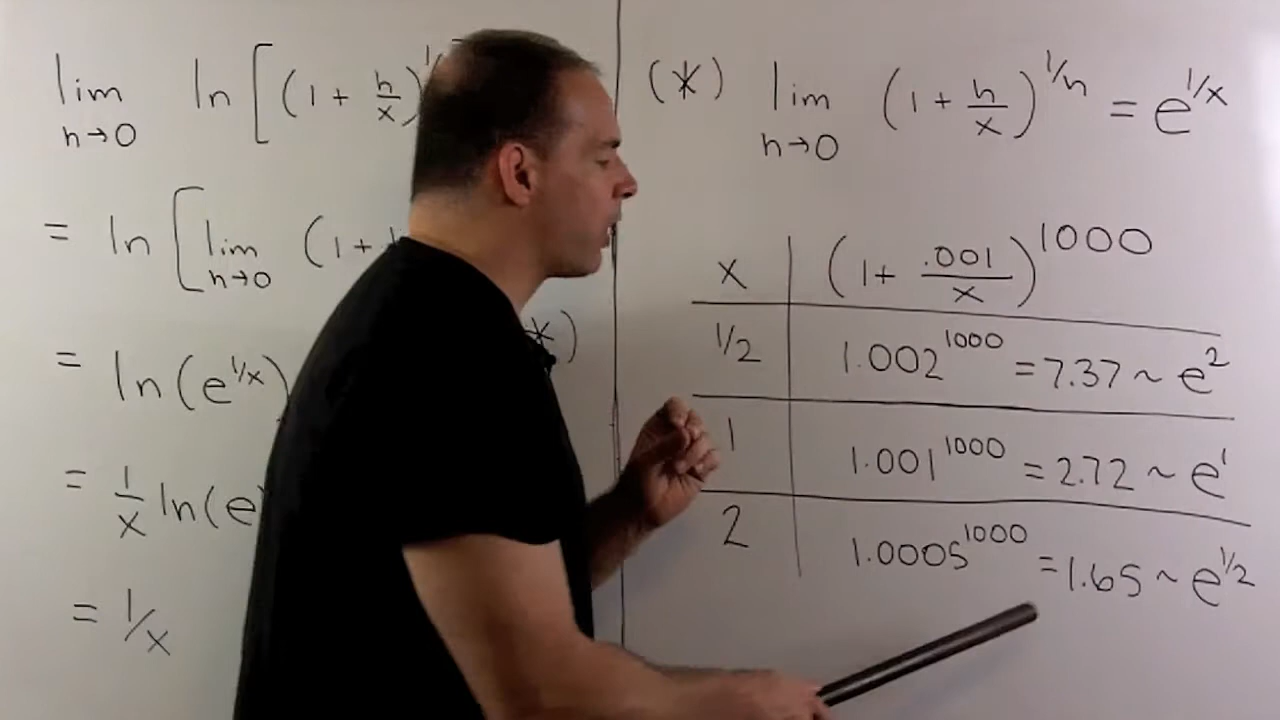 lim h→0 ln [(1 + h/x)^1/
= ln [lim h→0 (1 +
= ln(e^1/x) *)
= 1/x ln(e
= 1/x
(*) lim h→0 (1 + h/x)^1/h = e^1/x
x (1 + .001/x)^1000
1/2 1.002^1000 = 7.37 ~ e^2
1 1.001^1000 = 2.72 ~ e^1
2 1.0005^1000 = 1.65 ~ e^1/2